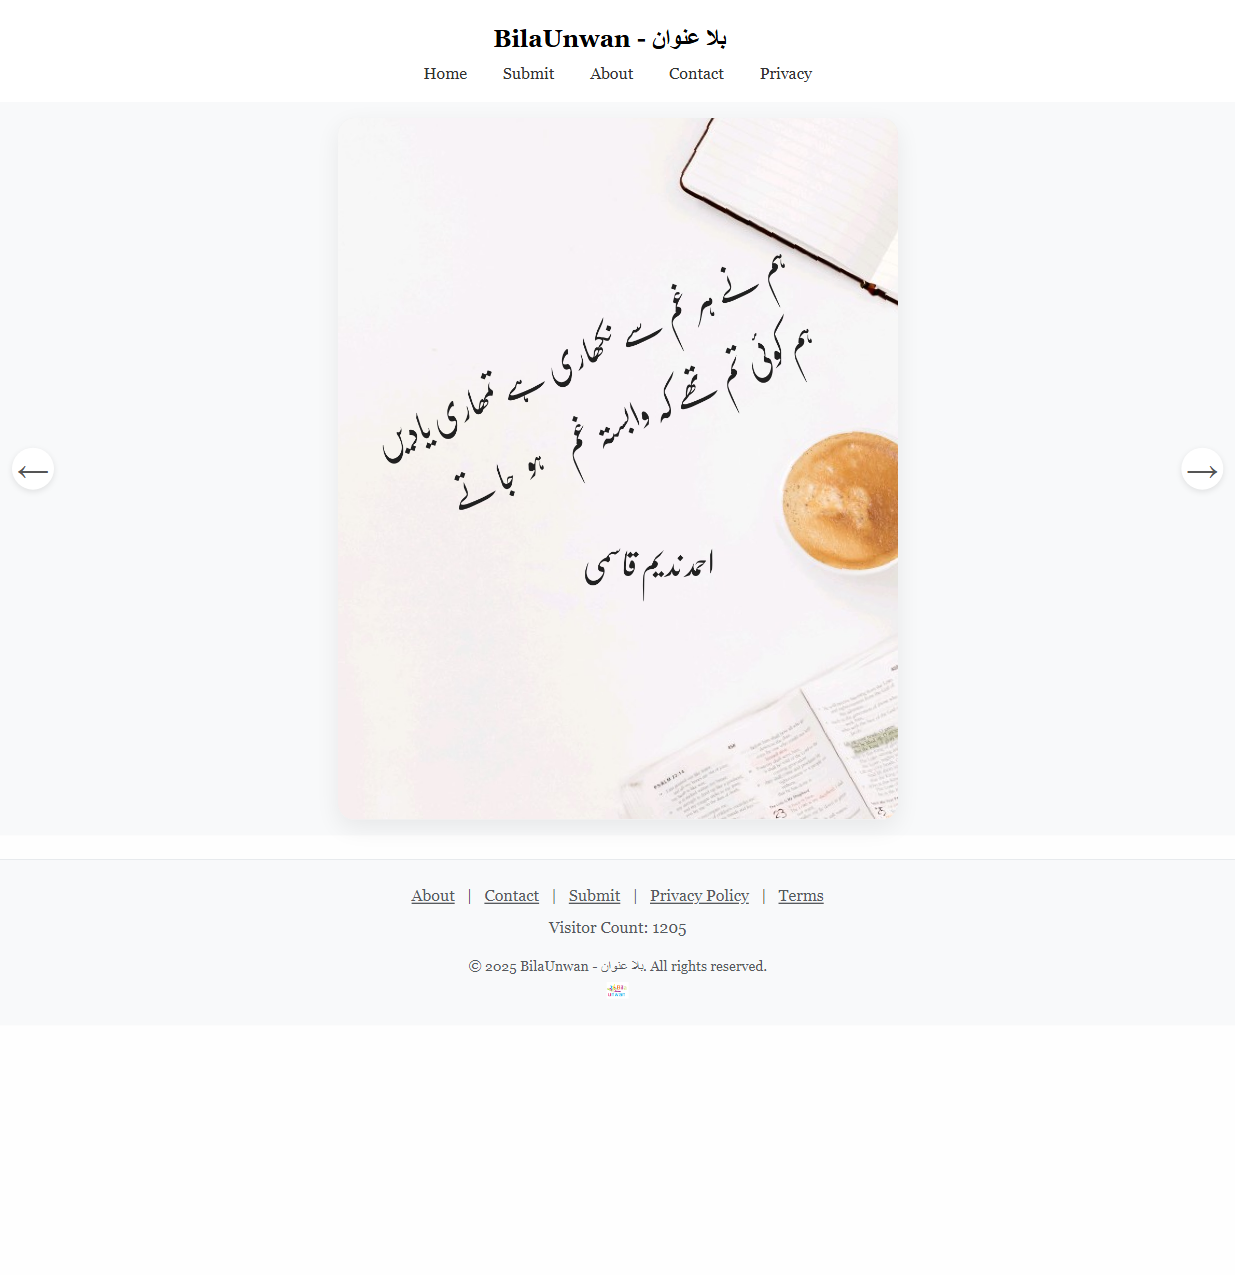 BilaUnwan - بلا عنوان
Home Submit About Contact Privacy
ہم نے ہر غم سے نکھاری ہے تمھاری یادیں
ہم کوئی تم تھے کہ وابستہ غم ہو جاتے
احمد ندیم قاسمی
←
→
About | Contact | Submit | Privacy Policy | Terms
Visitor Count: 1205
© 2025 BilaUnwan - بلا عنوان. All rights reserved.